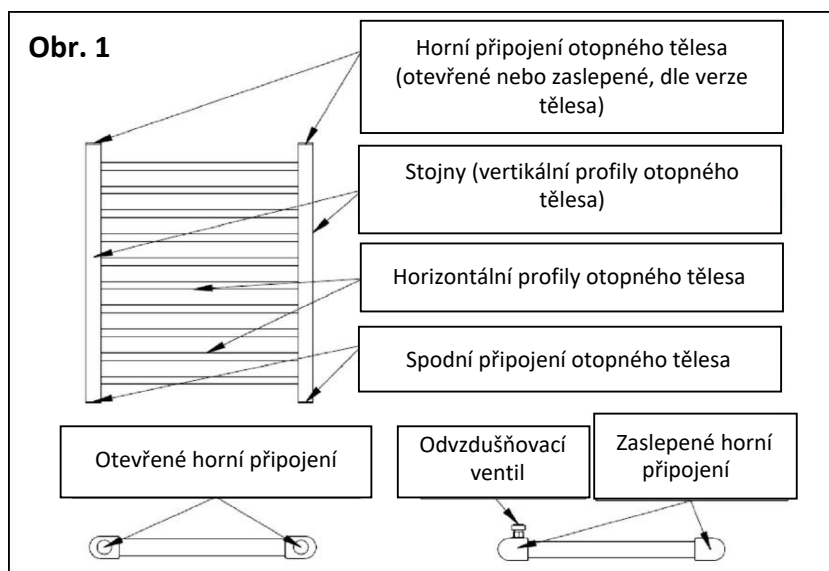 Obr. 1
Horní připojení otopného tělesa
(otevřené nebo zaslepené, dle verze
tělesa)
Stojny (vertikální profily otopného
tělesa)
Horizontální profily otopného tělesa
Spodní připojení otopného tělesa
Otevřené horní připojení
Odvzdušňovací
ventil
Zaslepené horní
připojení